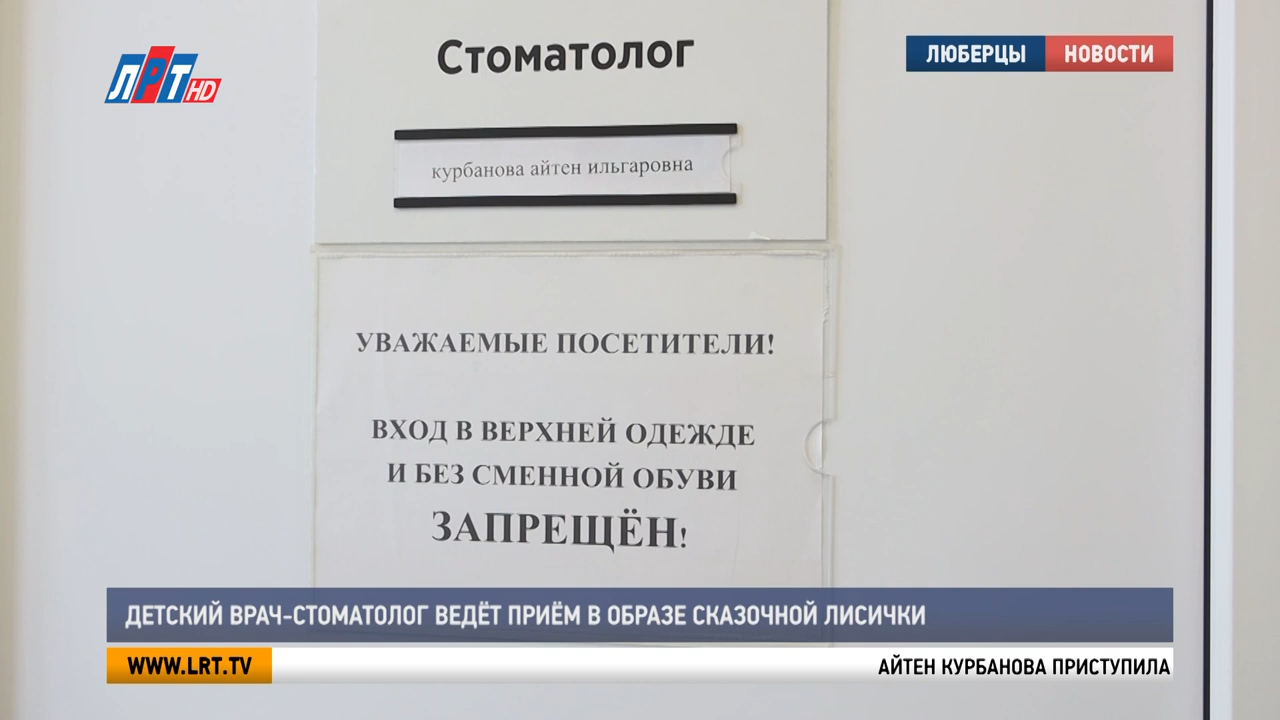 Стоматолог
ЛРТ HD
ЛЮБЕРЦЫ НОВОСТИ
курбанова айтен ильгаровна
УВАЖАЕМЫЕ ПОСЕТИТЕЛИ!
ВХОД В ВЕРХНЕЙ ОДЕЖДЕ
И БЕЗ СМЕННОЙ ОБУВИ
ЗАПРЕЩЁН!
ДЕТСКИЙ ВРАЧ-СТОМАТОЛОГ ВЕДЁТ ПРИЁМ В ОБРАЗЕ СКАЗОЧНОЙ ЛИСИЧКИ
WWW.LRT.TV АЙТЕН КУРБАНОВА ПРИСТУПИЛА